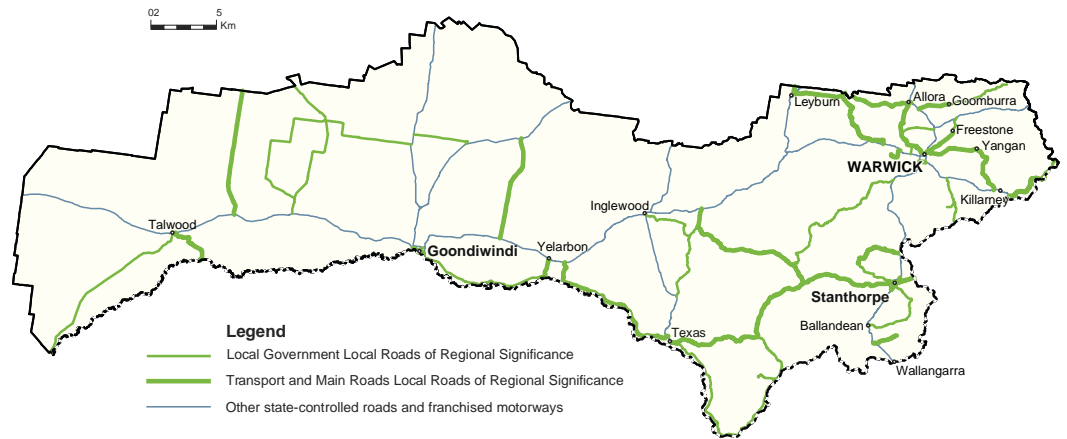 02 5
Km
Leyburn
Allora
Goomburra
Freestone
Yangan
WARWICK
Killarney
Inglewood
Talwood
Goondiwindi
Yelarbon
Stanthorpe
Ballandean
Texas
Wallangarra
Legend
Local Government Local Roads of Regional Significance
Transport and Main Roads Local Roads of Regional Significance
Other state-controlled roads and franchised motorways